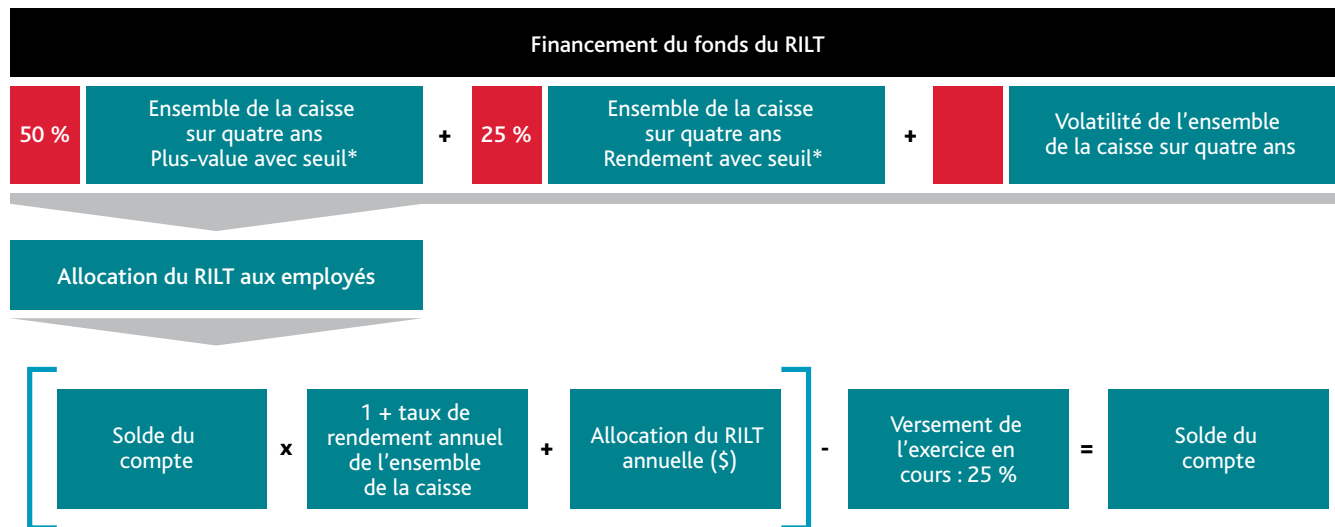 Financement du fonds du RILT
50 %
Ensemble de la caisse
sur quatre ans
Plus-value avec seuil*
+
25 %
Ensemble de la caisse
sur quatre ans
Rendement avec seuil*
+
Volatilité de l'ensemble
de la caisse sur quatre ans
Allocation du RILT aux employés
Solde du
compte
x
1 + taux de
rendement annuel
de l'ensemble
de la caisse
+
Allocation du RILT
annuelle ($)
-
Versement de
l'exercice en
cours : 25 %
=
Solde du
compte